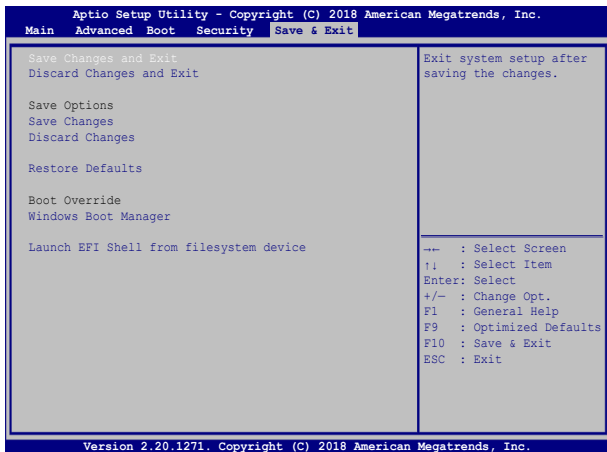 Aptio Setup Utility - Copyright (C) 2018 American Megatrends, Inc.
Main Advanced Boot Security Save & Exit
Save Changes and Exit
Discard Changes and Exit
Save Options
Save Changes
Discard Changes
Restore Defaults
Boot Override
Windows Boot Manager
Launch EFI Shell from filesystem device
Exit system setup after
saving the changes.
→← : Select Screen
↑↓ : Select Item
Enter: Select
+/— : Change Opt.
F1 : General Help
F9 : Optimized Defaults
F10 : Save & Exit
ESC : Exit
Version 2.20.1271. Copyright (C) 2018 American Megatrends, Inc.